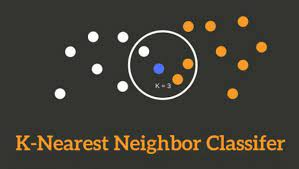 K = 3
K-Nearest Neighbor Classifer